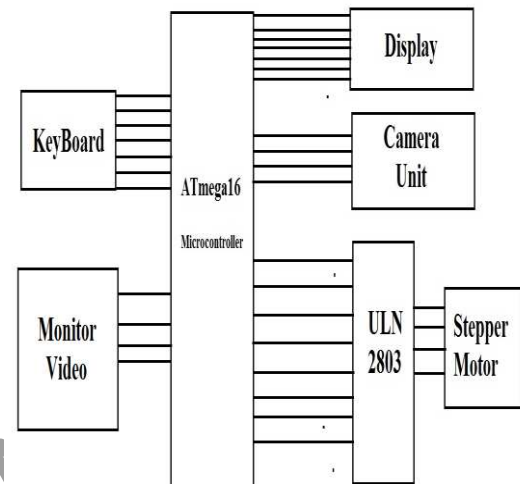 Display
KeyBoard
Camera
Unit
ATmega16
Microcontroller
Monitor
Video
ULN
2803
Stepper
Motor